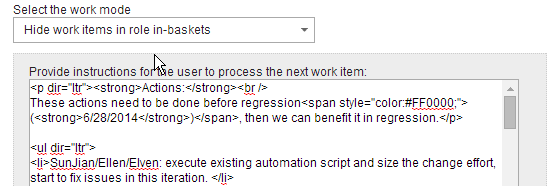 Select the work mode
Hide work items in role in-baskets
Provide instructions for the user to process the next work item:
<p dir="ltr"><strong>Actions:</strong><br />
These actions need to be done before regression<span style="color:#FF0000;">
(<strong>6/28/2014</strong>)</span>, then we can benefit it in regression.</p>
<ul dir="ltr">
<li>SunJian/Ellen/Elven: execute existing automation script and size the change effort,
start to fix issues in this iteration. </li>